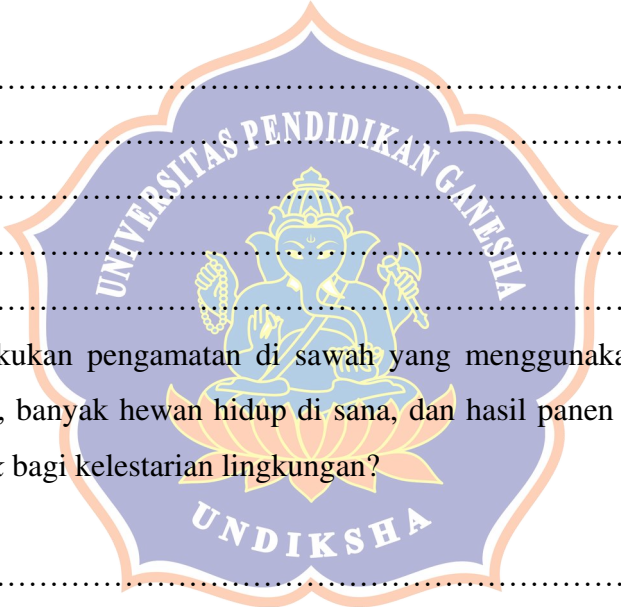 ………………………………………………………………
………………………………………………………………
UNIVERSITAS PENDIDIKAN GANESHA
………………………………………………………………
………………………………………………………………
………………………………………………………………
kukan pengamatan di sawah yang menggunaka
, banyak hewan hidup di sana, dan hasil panen
bagi kelestarian lingkungan?
UNDIKSHA
………………………………………………………………